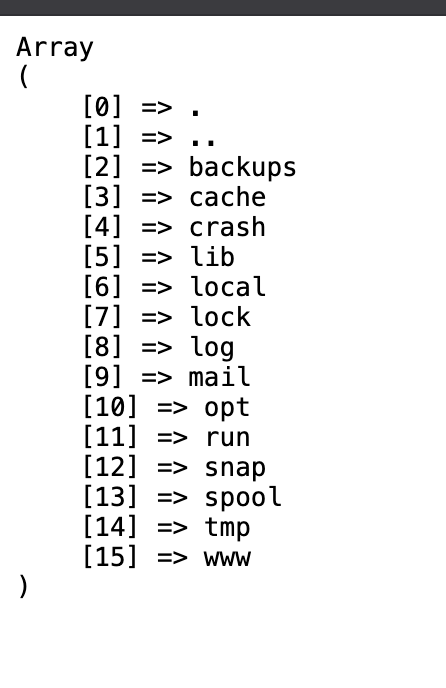 Array
(
    [0] => .
    [1] => ..
    [2] => backups
    [3] => cache
    [4] => crash
    [5] => lib
    [6] => local
    [7] => lock
    [8] => log
    [9] => mail
    [10] => opt
    [11] => run
    [12] => snap
    [13] => spool
    [14] => tmp
    [15] => www
)